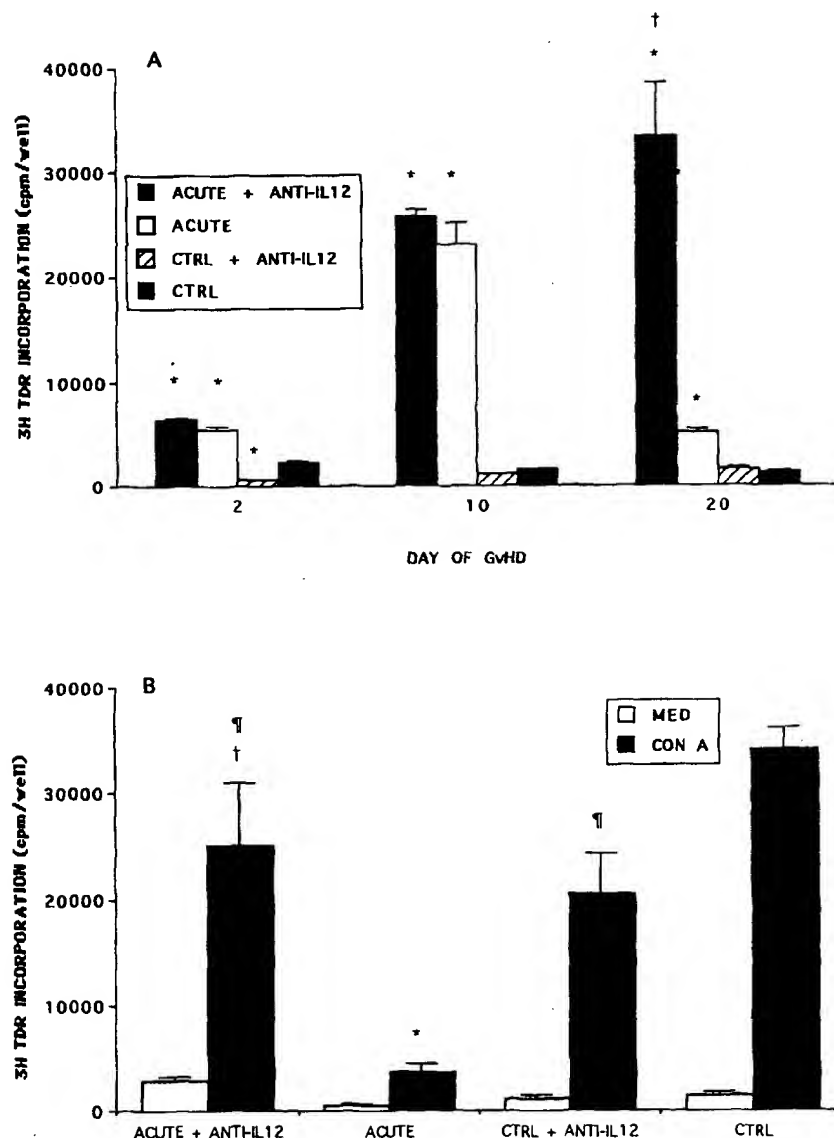 A
†
*
40000
30000
20000
10000
0
3H TDR INCORPORATION (cpm/well)
ACUTE + ANTI-IL12
ACUTE
CTRL + ANTI-IL12
CTRL
* *
*
* *
*
2 10 20
DAY OF GvHD
B
40000
30000
20000
10000
0
3H TDR INCORPORATION (cpm/well)
MED
CON A
¶
†
¶
*
ACUTE + ANTI-IL12 ACUTE CTRL + ANTI-IL12 CTRL